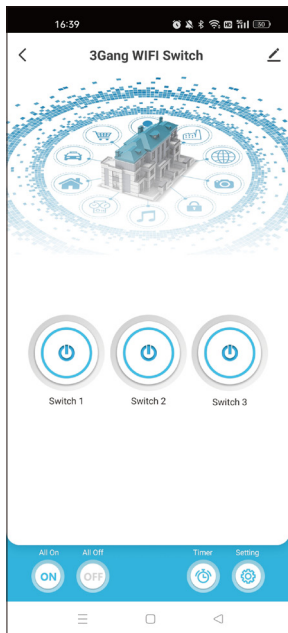 16:39
30
3Gang WIFI Switch
Switch 1 Switch 2 Switch 3
All On All Off Timer Setting
ON OFF